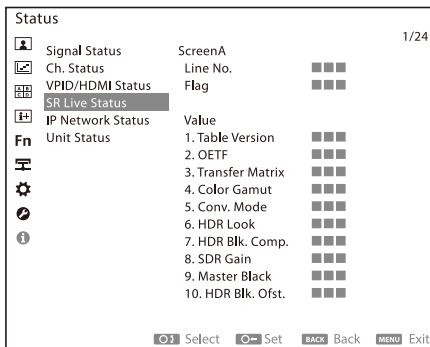 Status
1/24
Signal Status
Ch. Status
VPID/HDMI Status
SR Live Status
IP Network Status
Unit Status
Fn
ScreenA
Line No.
Flag
Value
1. Table Version
2. OETF
3. Transfer Matrix
4. Color Gamut
5. Conv. Mode
6. HDR Look
7. HDR Blk. Comp.
8. SDR Gain
9. Master Black
10. HDR Blk. Ofst.
Select Set BACK Back MENU Exit